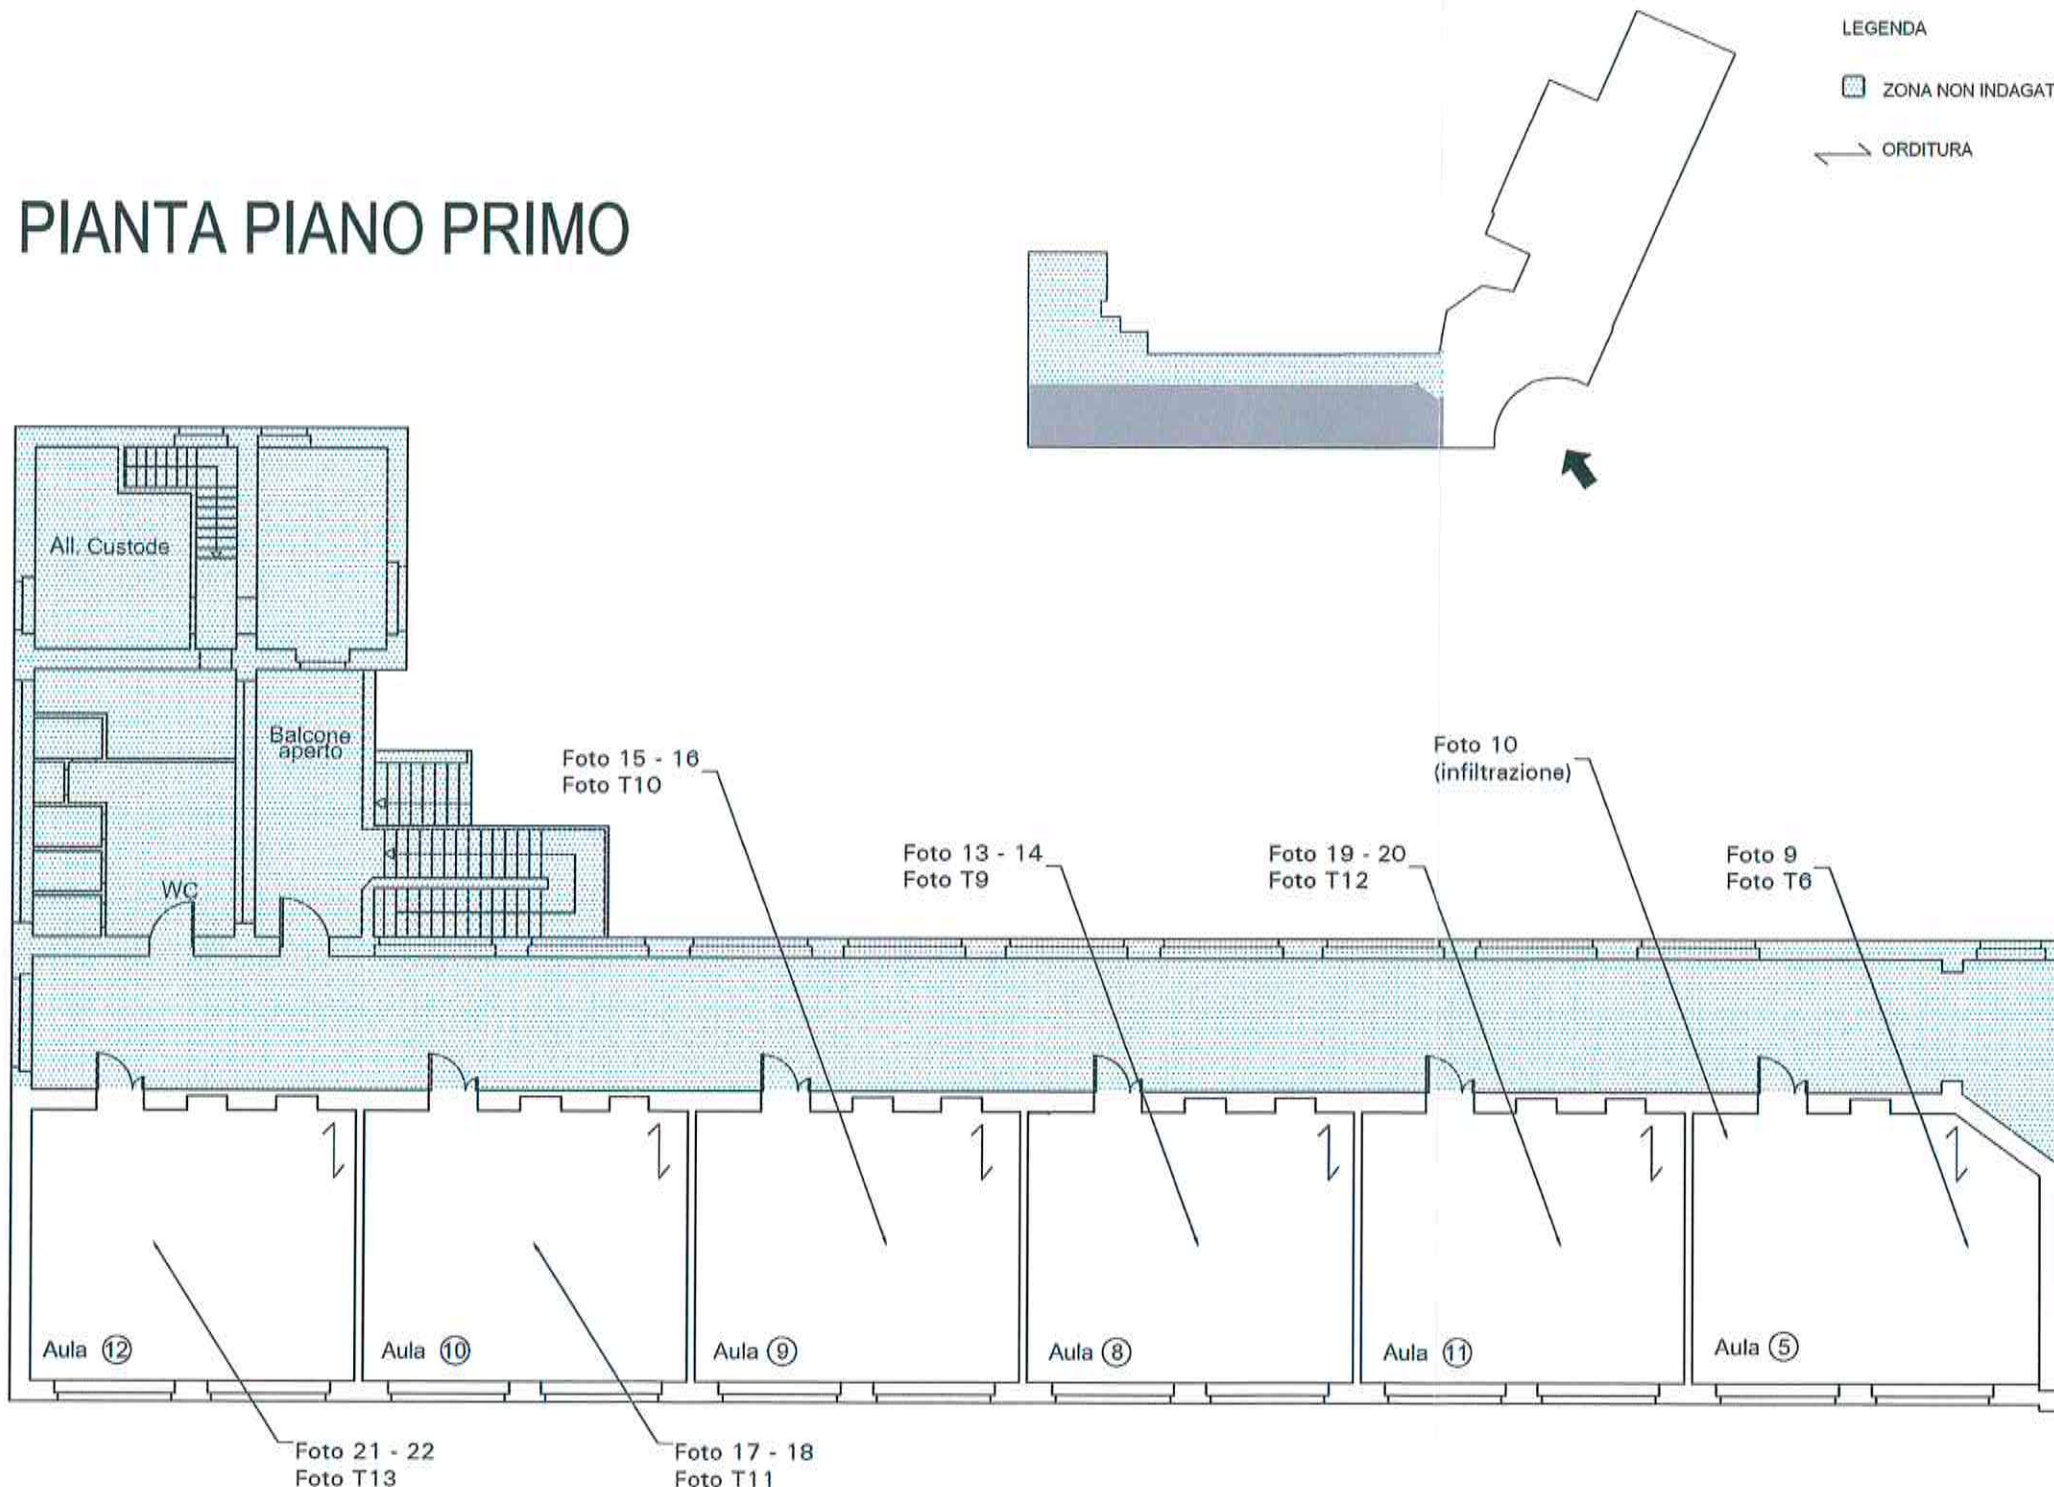 LEGENDA
ZONA NON INDAGAT
ORDITURA
PIANTA PIANO PRIMO
All. Custode
Balcone
aperto
WC
Foto 15 - 16
Foto T10
Foto 13 - 14
Foto T9
Foto 19 - 20
Foto T12
Foto 10
(infiltrazione)
Foto 9
Foto T6
Aula 12
Aula 10
Aula 9
Aula 8
Aula 11
Aula 5
Foto 21 - 22
Foto T13
Foto 17 - 18
Foto T11